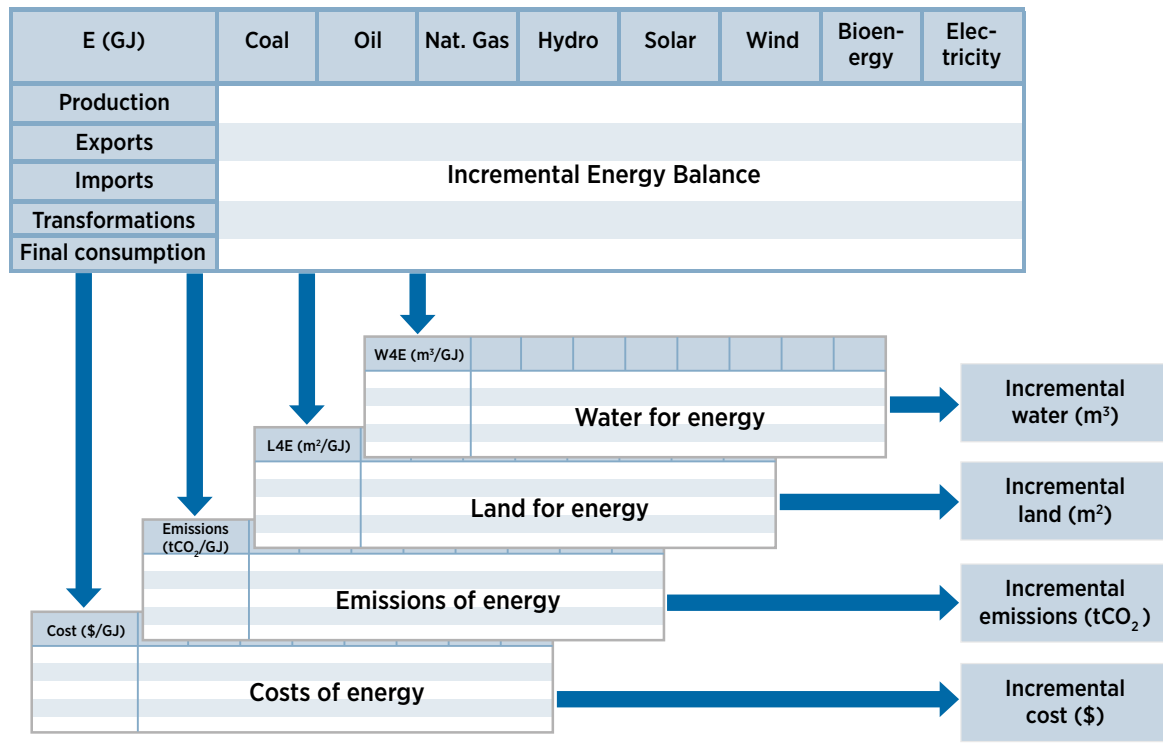 E (GJ)
Coal
Oil
Nat. Gas
Hydro
Solar
Wind
Bioen-
ergy
Elec-
tricity
Production
Exports
Imports
Transformations
Final consumption
Incremental Energy Balance
W4E (m³/GJ)
Water for energy
Incremental
water (m³)
L4E (m²/GJ)
Land for energy
Incremental
land (m²)
Emissions
(tCO₂/GJ)
Emissions of energy
Incremental
emissions (tCO₂)
Cost ($/GJ)
Costs of energy
Incremental
cost ($)